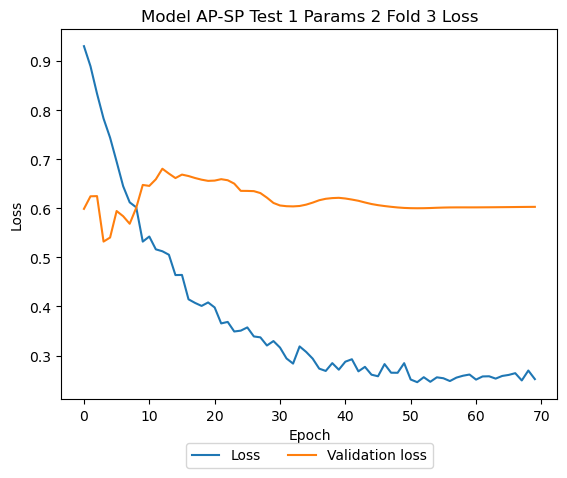 Model AP-SP Test 1 Params 2 Fold 3 Loss
0.9
0.8
0.7
0.6
0.5
0.4
0.3
Loss
0 10 20 30 40 50 60 70
Epoch
Loss Validation loss